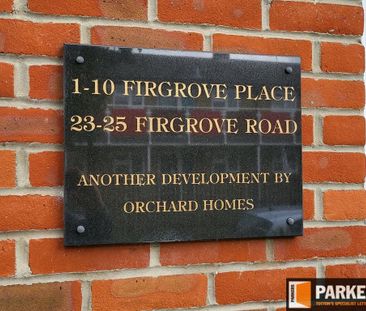 1-10 FIRGROVE PLACE
23-25 FIRGROVE ROAD
ANOTHER DEVELOPMENT BY
ORCHARD HOMES
PARKE